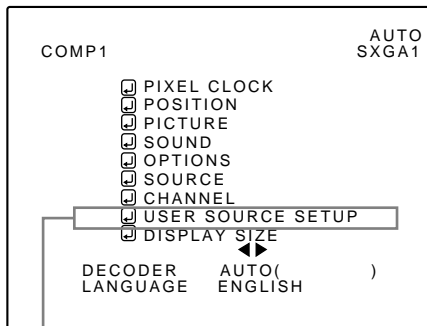 AUTO
COMP1 SXGA1
PIXEL CLOCK
POSITION
PICTURE
SOUND
OPTIONS
SOURCE
CHANNEL
USER SOURCE SETUP
DISPLAY SIZE
DECODER AUTO( )
LANGUAGE ENGLISH